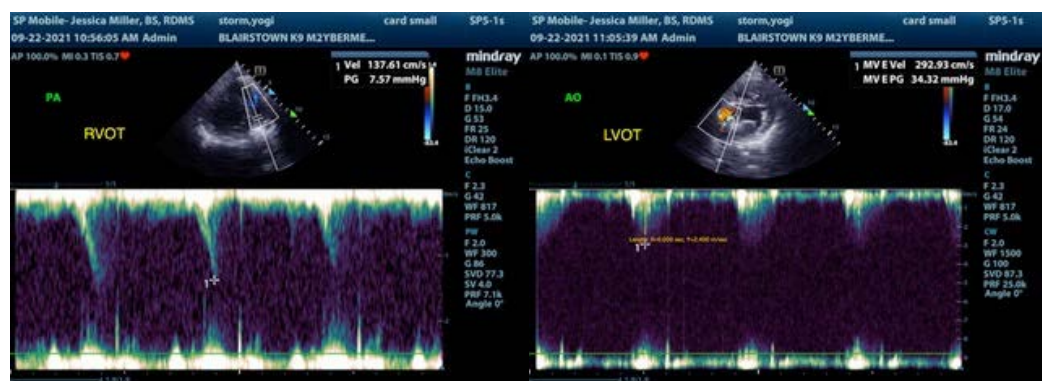 SP Mobile- Jessica Miller, BS, RDMS storm,yogi card small SP5-1s
09-22-2021 10:56:05 AM Admin BLAIRSTOWN K9 M2YBERME...
AP 100.0% MI 0.3 TIS 0.7
mindray
M8 Elite
1 Vel 137.61 cm/s
PG 7.57 mmHg
PA
RVOT
B
F FH3.4
D 15.0
G 53
FR 25
DR 120
iClear 2
Echo Boost
C
F 2.3
G 42
WF 817
PRF 5.0k
PW
F 2.0
WF 300
G 86
SVD 77.3
SV 4.0
PRF 7.1k
Angle 0°
1
SP Mobile- Jessica Miller, BS, RDMS storm,yogi card small SP5-1s
09-22-2021 11:05:39 AM Admin BLAIRSTOWN K9 M2YBERME...
AP 100.0% MI 0.1 TIS 0.9
mindray
M8 Elite
1 MV E Vel 292.93 cm/s
MV E PG 34.32 mmHg
AO
LVOT
B
F FH3.4
D 17.0
G 54
FR 24
DR 120
iClear 2
Echo Boost
C
F 2.3
G 42
WF 817
PRF 5.0k
CW
F 2.0
WF 1500
G 100
SVD 87.3
PRF 25.0k
Angle 0°
1